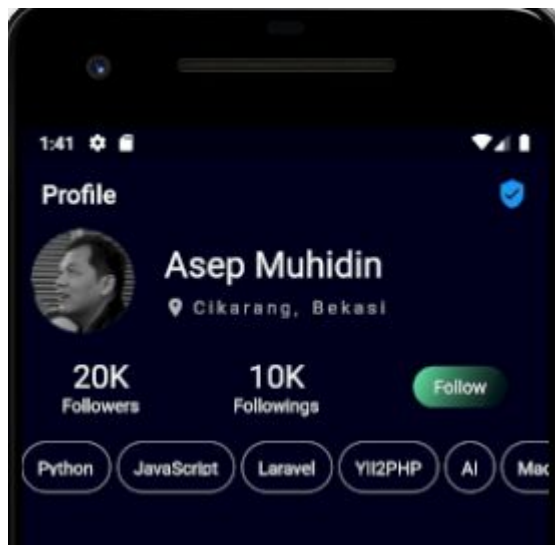 1:41
Profile
Asep Muhidin
Cikarang, Bekasi
20K 10K Follow
Followers Followings
Python JavaScript Laravel YII2PHP AI Mac